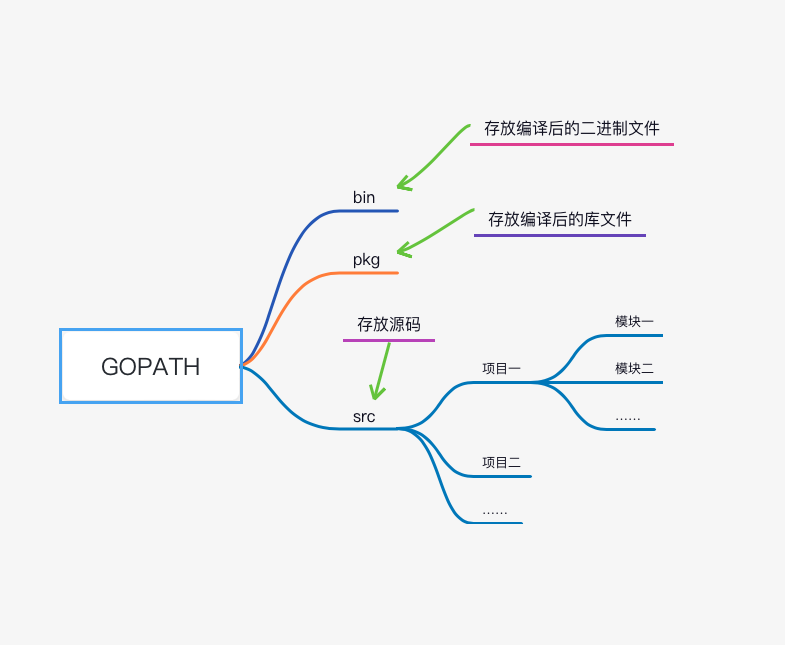 存放编译后的二进制文件
bin
存放编译后的库文件
pkg
存放源码
模块一
GOPATH
项目一
模块二
src
……
项目二
……